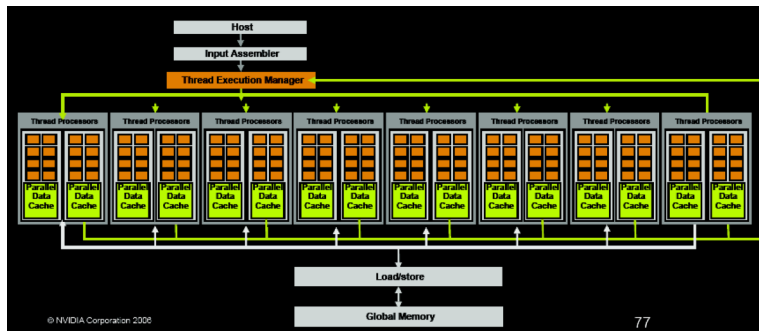 Host
Input Assembler
Thread Execution Manager
Thread Processors Thread Processors Thread Processors Thread Processors Thread Processors Thread Processors Thread Processors Thread Processors
Parallel Parallel Parallel Parallel Parallel Parallel Parallel Parallel Parallel Parallel Parallel Parallel Parallel Parallel Parallel Parallel
Data Data Data Data Data Data Data Data Data Data Data Data Data Data Data Data
Cache Cache Cache Cache Cache Cache Cache Cache Cache Cache Cache Cache Cache Cache Cache Cache
Load/store
Global Memory
© NVIDIA Corporation 2006 77